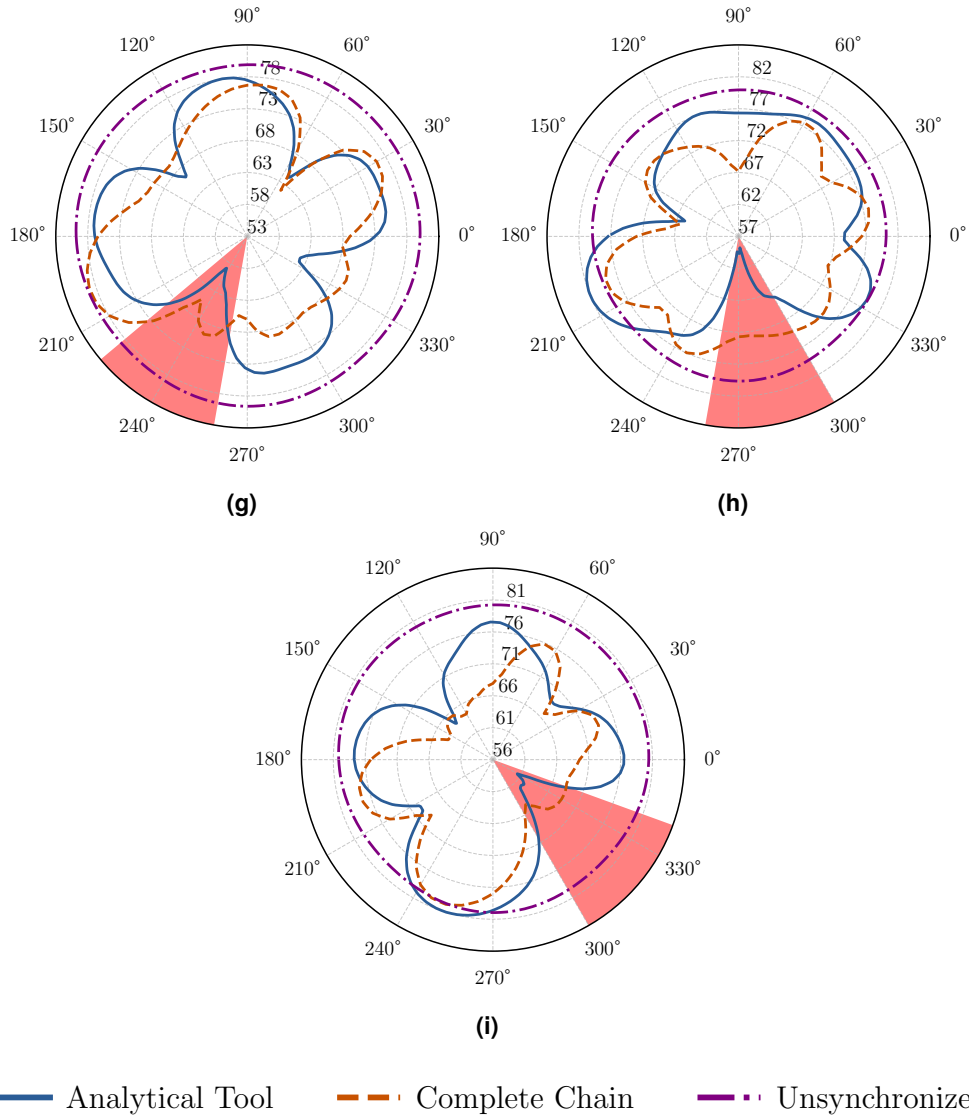 90° 90°
120° 60° 120° 60°
78 82
73 77
150° 30° 150° 30°
68 72
63 67
58 62
180° 53 0° 180° 57 0°
210° 330° 210° 330°
240° 300° 240° 300°
270° 270°
(g) (h)
90°
120° 60°
81
76
150° 30°
71
66
61
180° 56 0°
210° 330°
240° 300°
270°
(i)
Analytical Tool Complete Chain Unsynchronize